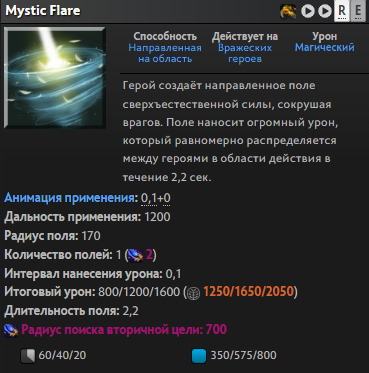 Mystic Flare
R E
Способность
Действует на
Урон
Направленная
на область
Вражеских
героев
Магический
Герой создаёт направленное поле
сверхъестественной силы, сокрушая
врагов. Поле наносит огромный урон,
который равномерно распределяется
между героями в области действия в
течение 2,2 сек.
Анимация применения: 0,1+0
Дальность применения: 1200
Радиус поля: 170
Количество полей: 1 (2)
Интервал нанесения урона: 0,1
Итоговый урон: 800/1200/1600 (1250/1650/2050)
Длительность поля: 2,2
Радиус поиска вторичной цели: 700
60/40/20
350/575/800